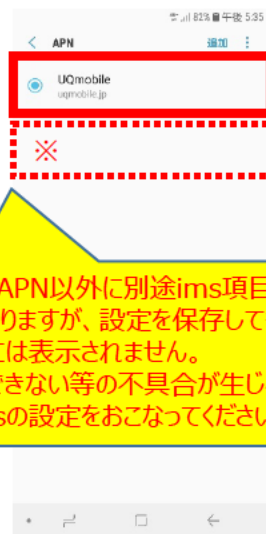 82% 午後 5:35
APN 追加
UQmobile
uqmobile.jp
※
APN以外に別途ims項目
りますが、設定を保存して
は表示されません。
きない等の不具合が生じ
sの設定をおこなってください